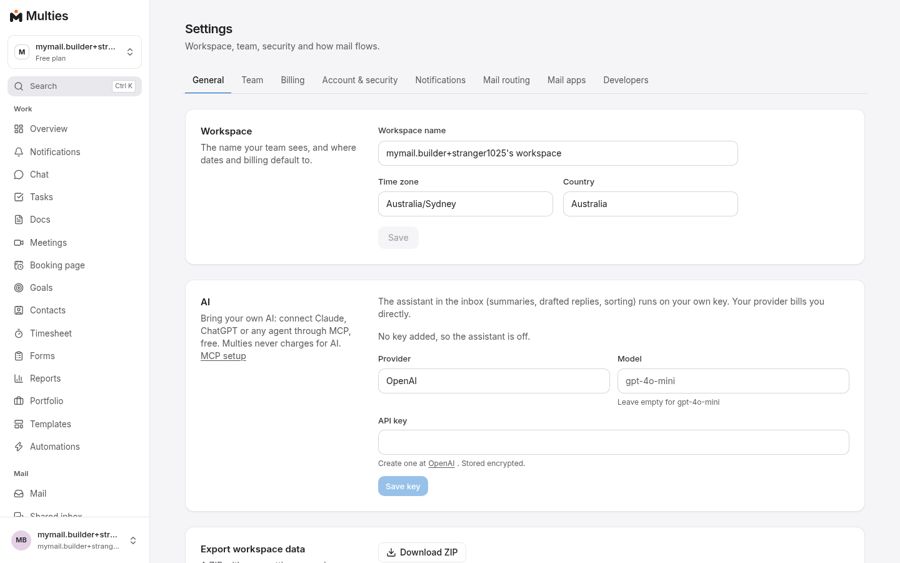 Multies
M
mymail.builder+str...
Free plan
Search
Ctrl K
Work
Overview
Notifications
Chat
Tasks
Docs
Meetings
Booking page
Goals
Contacts
Timesheet
Forms
Reports
Portfolio
Templates
Automations
Mail
Mail
Shared inbox
MB
mymail.builder+str...
mymail.builder+strang...
Settings
Workspace, team, security and how mail flows.
General
Team
Billing
Account & security
Notifications
Mail routing
Mail apps
Developers
Workspace
The name your team sees, and where
dates and billing default to.
Workspace name
mymail.builder+stranger1025's workspace
Time zone
Country
Australia/Sydney
Australia
Save
AI
Bring your own AI: connect Claude,
ChatGPT or any agent through MCP,
free. Multies never charges for AI.
MCP setup
The assistant in the inbox (summaries, drafted replies, sorting) runs on your own key. Your provider bills you
directly.
No key added, so the assistant is off.
Provider
Model
OpenAI
gpt-4o-mini
Leave empty for gpt-4o-mini
API key
Create one at OpenAI . Stored encrypted.
Save key
Export workspace data
Download ZIP